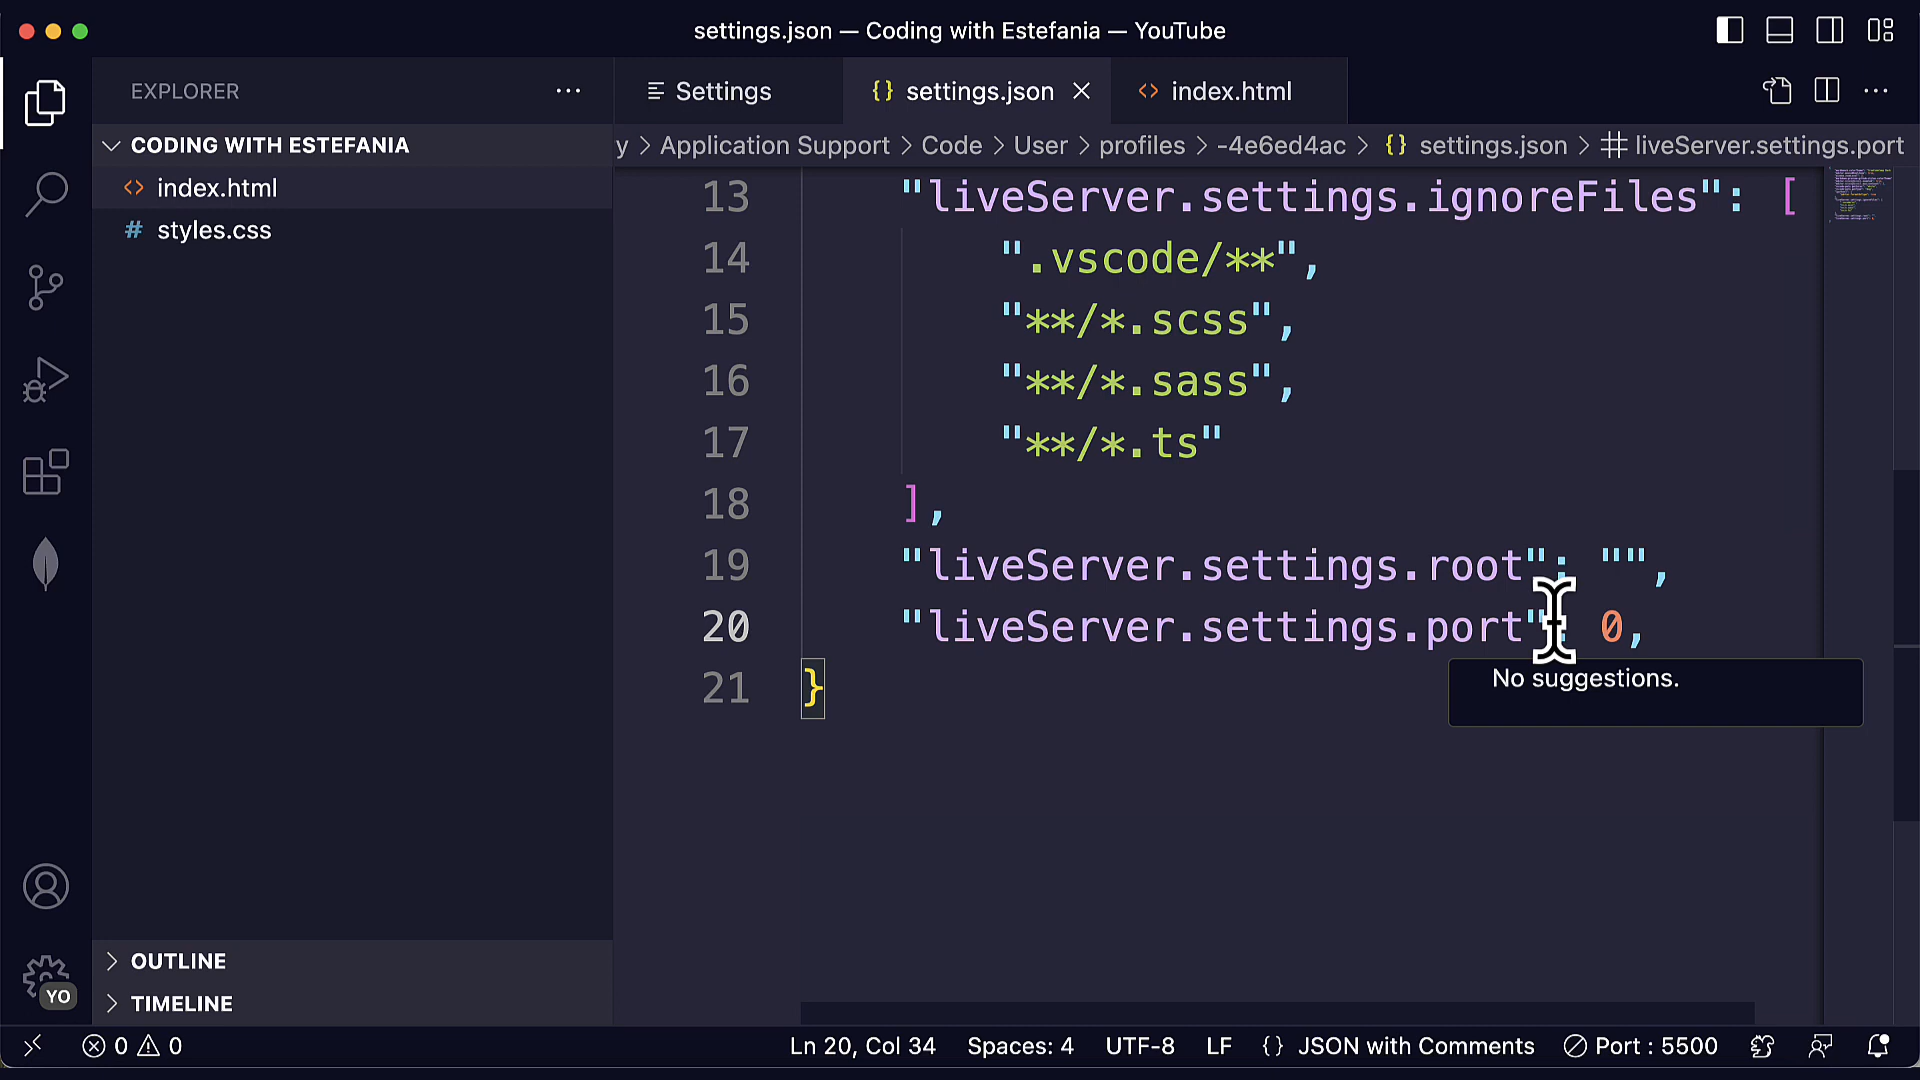 settings.json — Coding with Estefania — YouTube
EXPLORER
Settings
{} settings.json
<> index.html
CODING WITH ESTEFANIA
y > Application Support > Code > User > profiles > -4e6ed4ac > {} settings.json > liveServer.settings.port
<> index.html
# styles.css
13 "liveServer.settings.ignoreFiles": [
14 ".vscode/**",
15 "**/*.scss",
16 "**/*.sass",
17 "**/*.ts"
18 ],
19 "liveServer.settings.root": "",
20 "liveServer.settings.port": 0,
21 }
No suggestions.
YO
OUTLINE
TIMELINE
0 0
Ln 20, Col 34
Spaces: 4
UTF-8
LF
{} JSON with Comments
Port : 5500